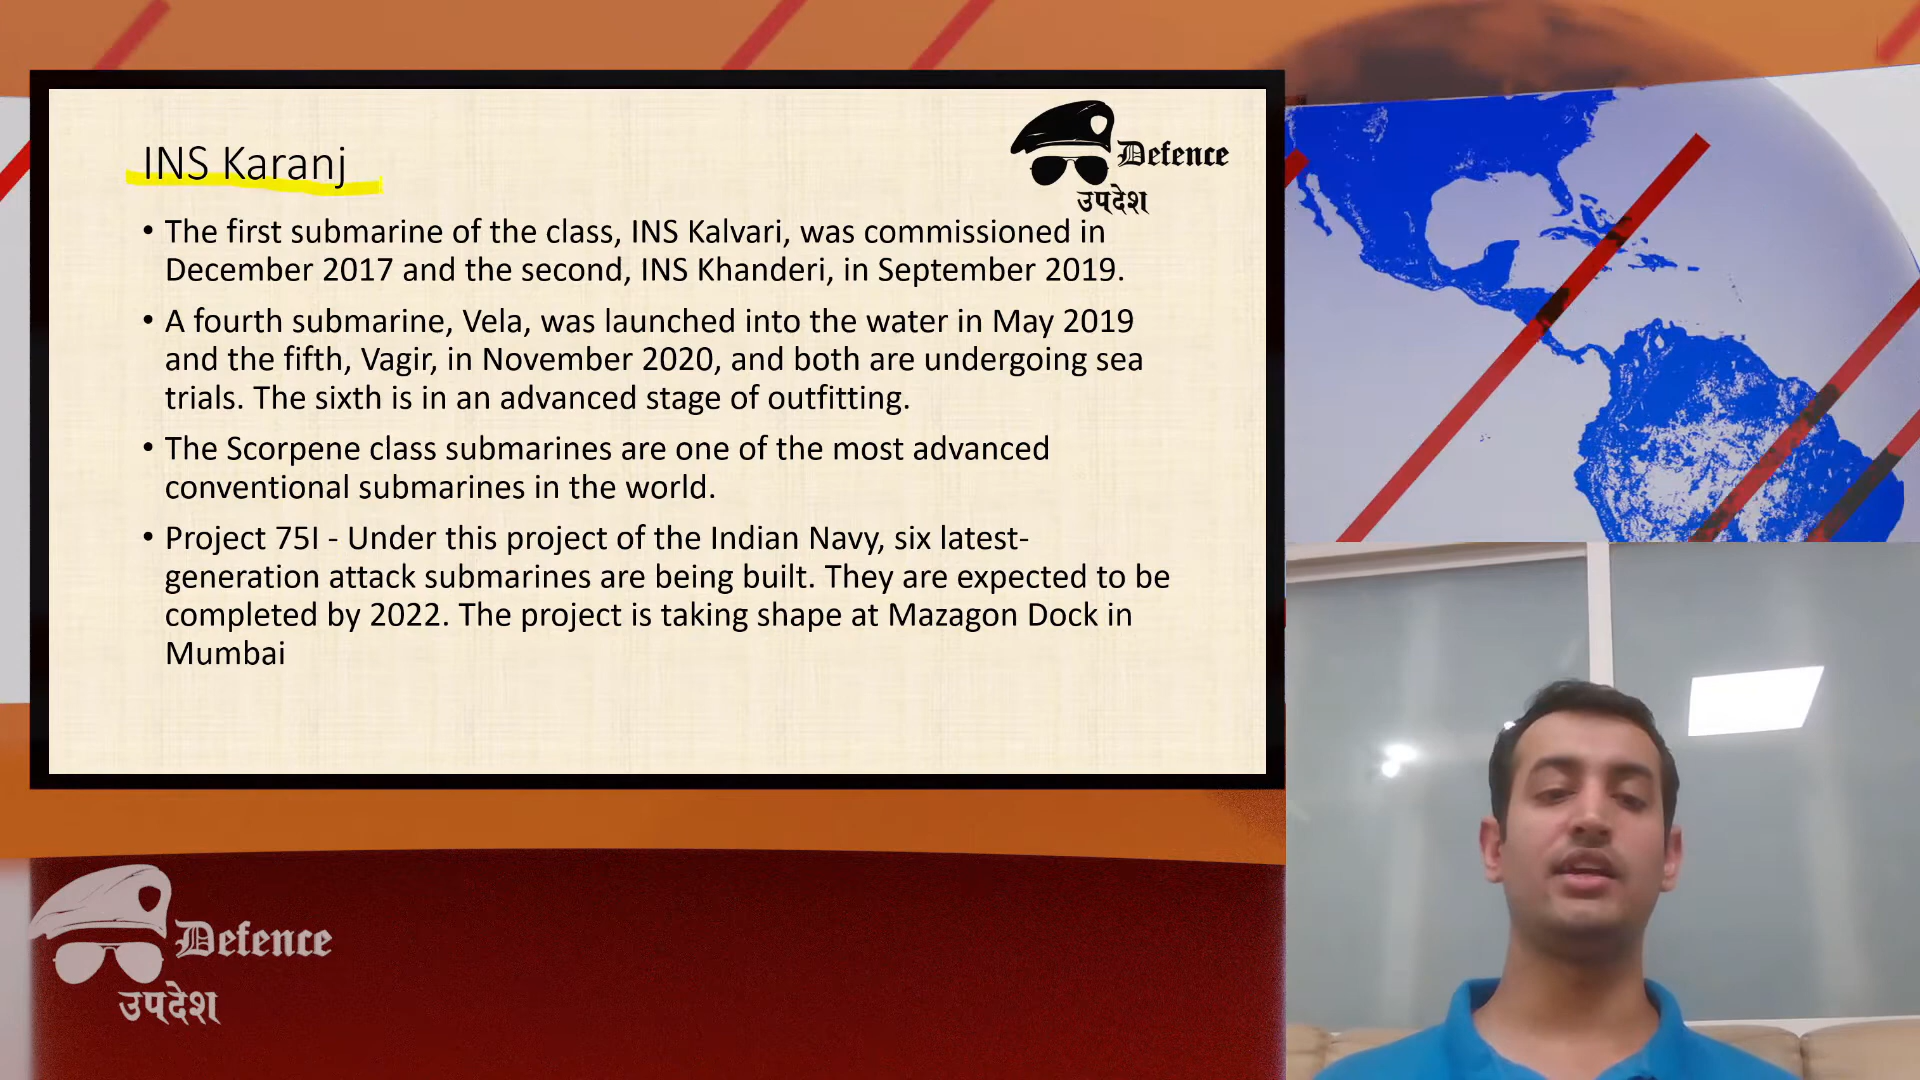 INS Karanj
Defence
उपदेश
• The first submarine of the class, INS Kalvari, was commissioned in
December 2017 and the second, INS Khanderi, in September 2019.
• A fourth submarine, Vela, was launched into the water in May 2019
and the fifth, Vagir, in November 2020, and both are undergoing sea
trials. The sixth is in an advanced stage of outfitting.
• The Scorpene class submarines are one of the most advanced
conventional submarines in the world.
• Project 75I - Under this project of the Indian Navy, six latest-
generation attack submarines are being built. They are expected to be
completed by 2022. The project is taking shape at Mazagon Dock in
Mumbai
Defence
उपदेश